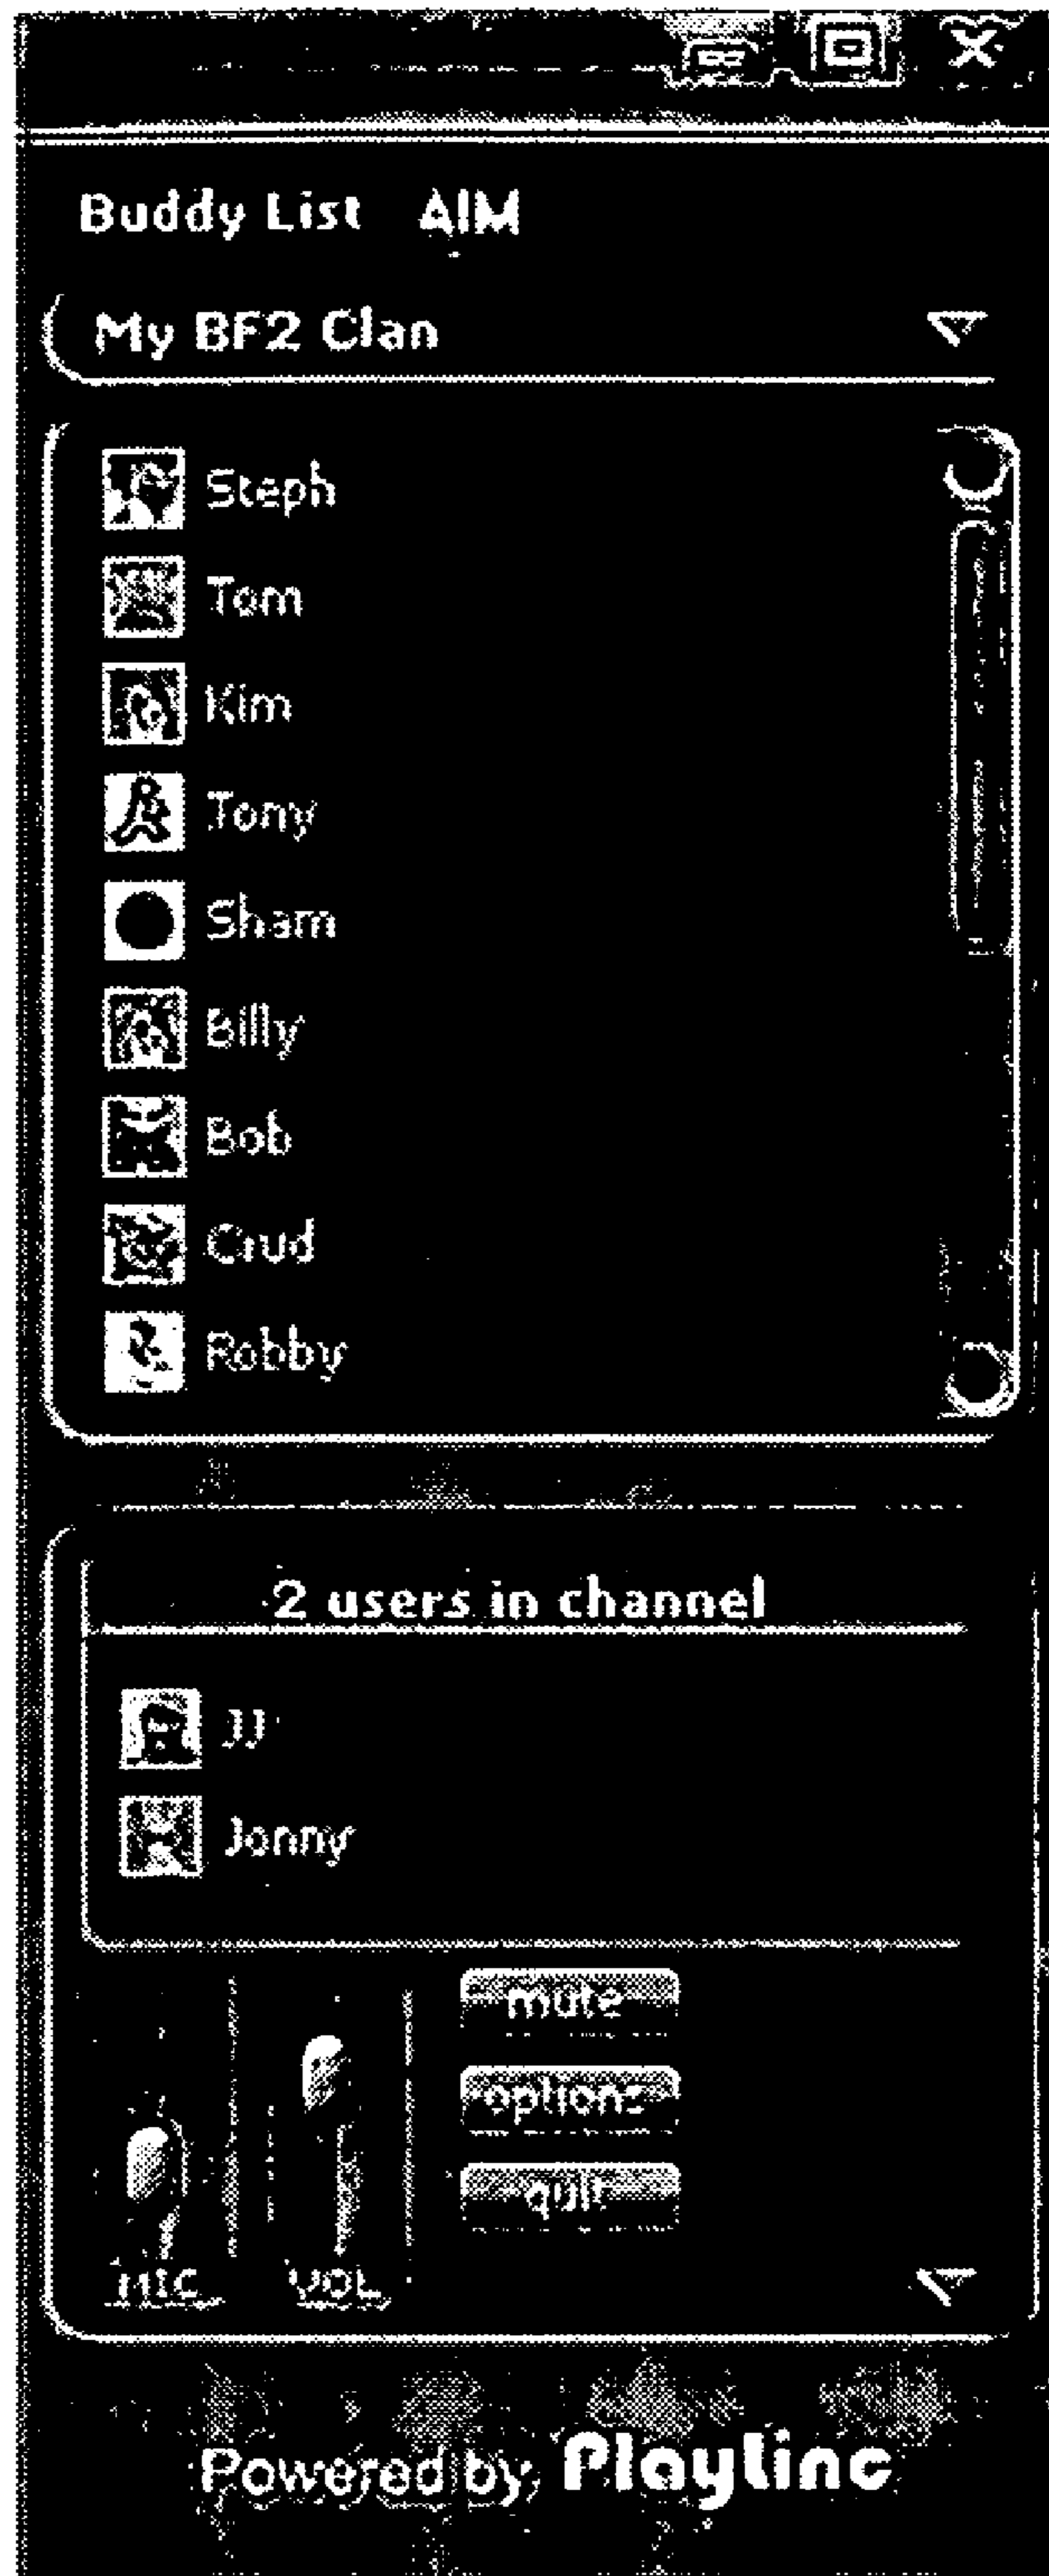 Buddy List AIM
My BF2 Clan
Steph
Tom
Kim
Tony
Sham
Billy
Bob
Crud
Robby
2 users in channel
JJ
Jonny
mute
options
quit
MIC VOL
Powered by Playlinc